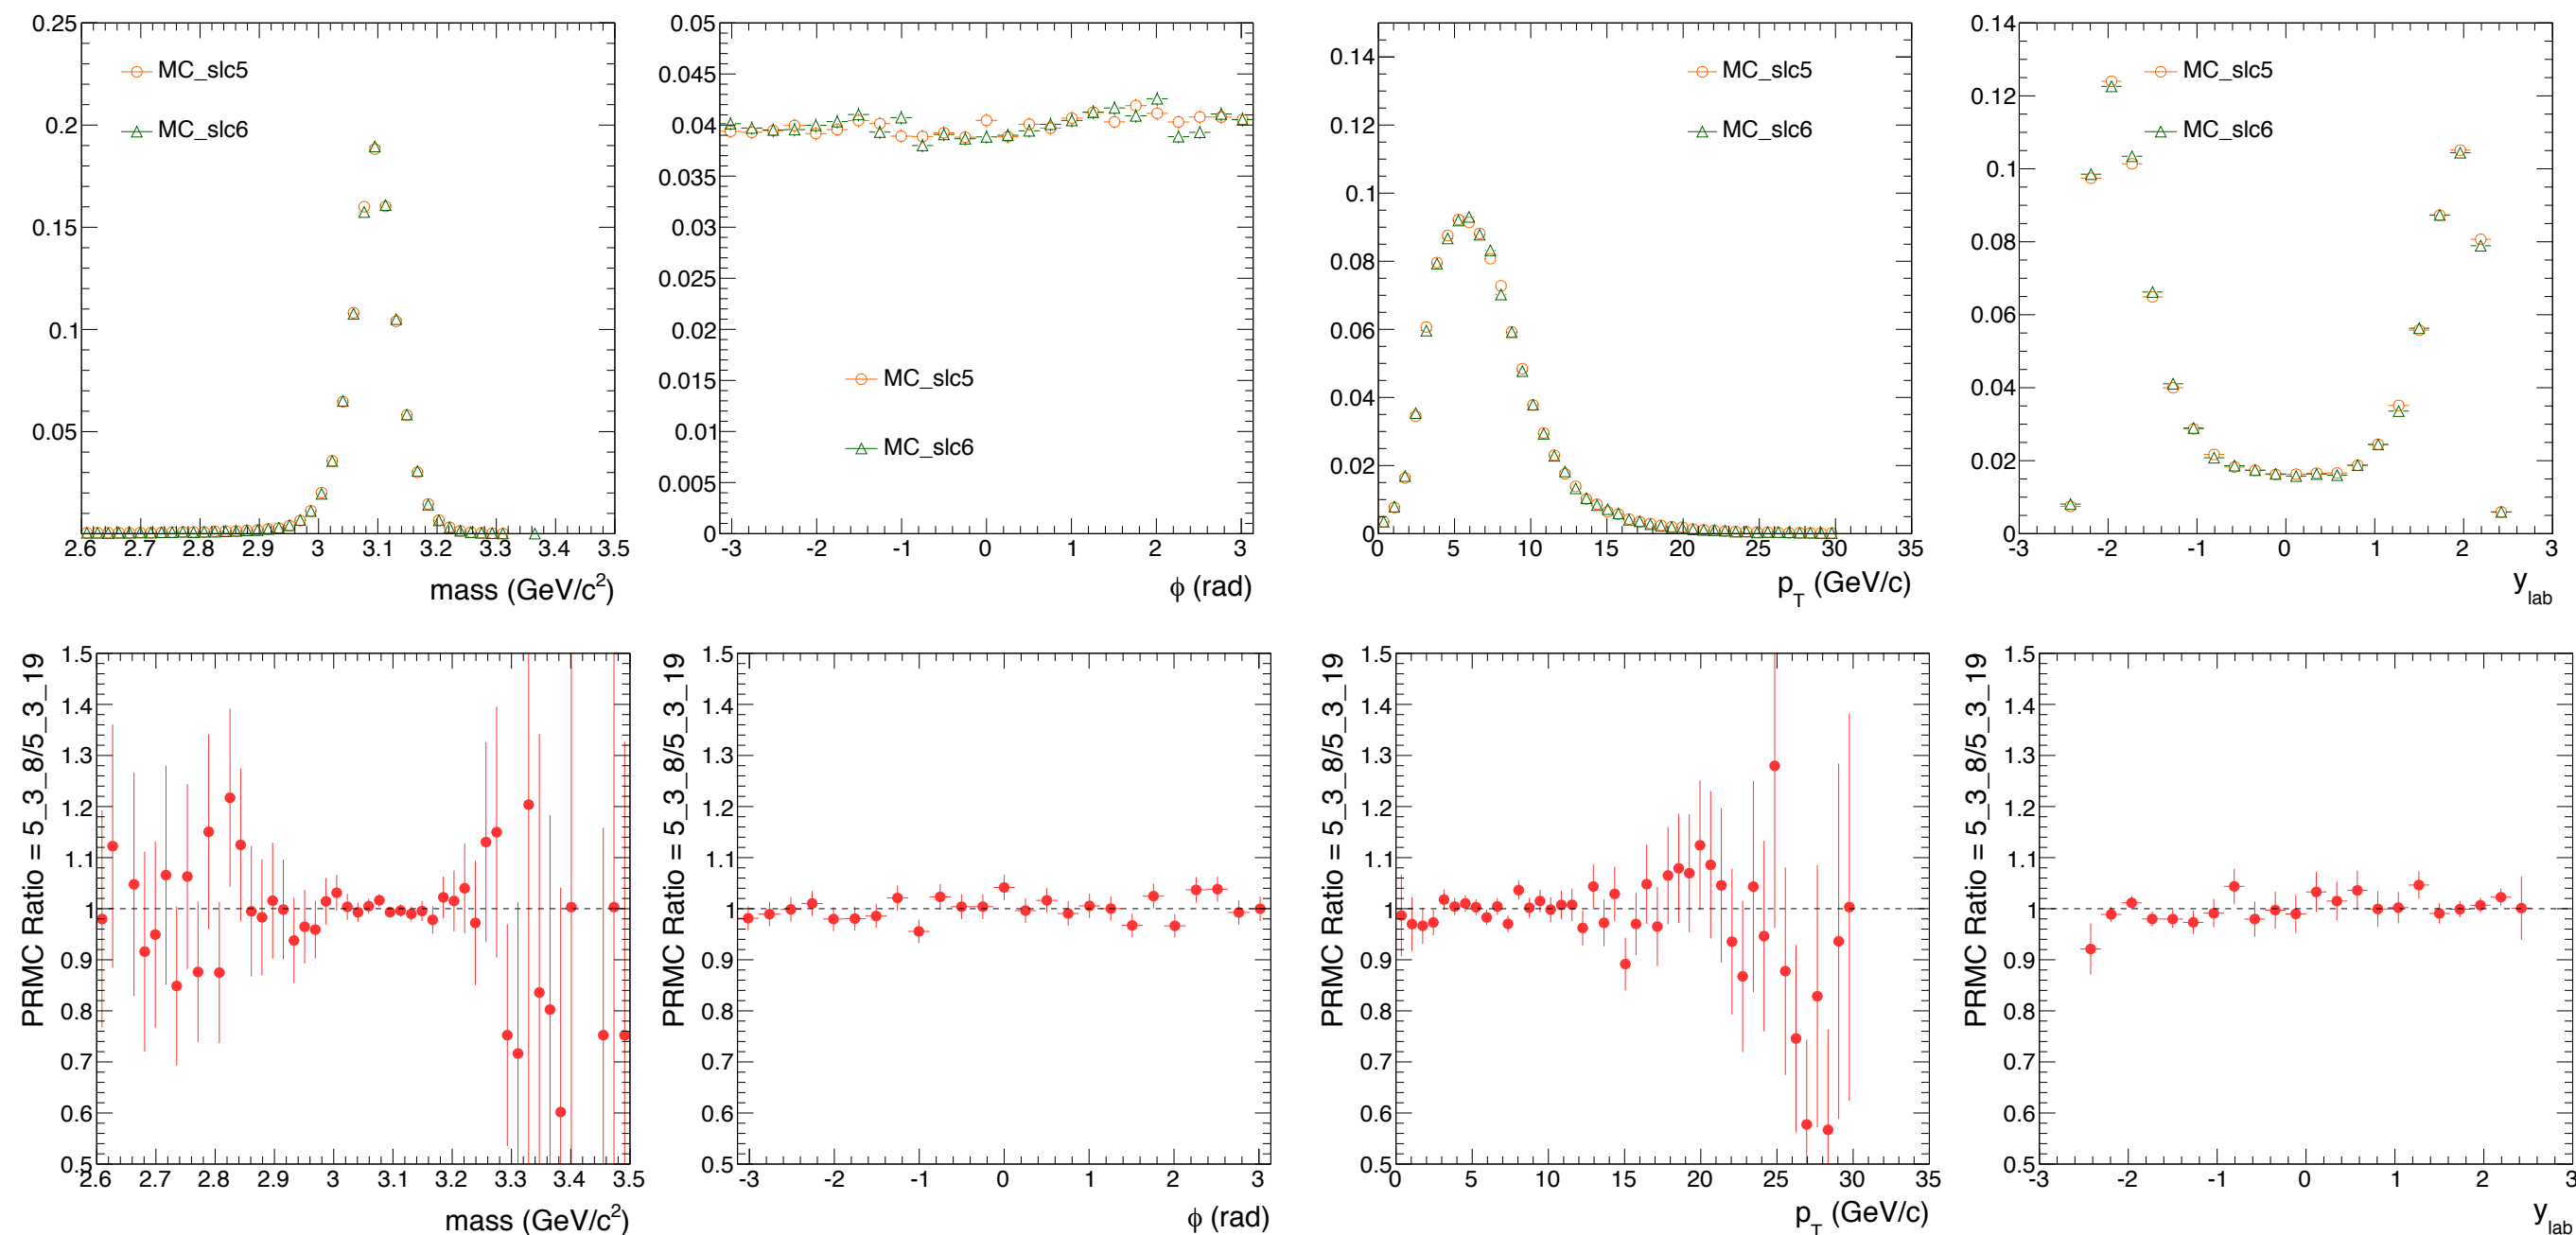 0.25
0.2
0.15
0.1
0.05
2.6 2.7 2.8 2.9 3 3.1 3.2 3.3 3.4 3.5
mass (GeV/c²)
MC_slc5
MC_slc6
0.05
0.045
0.04
0.035
0.03
0.025
0.02
0.015
0.01
0.005
0
-3 -2 -1 0 1 2 3
ϕ (rad)
MC_slc5
MC_slc6
0.14
0.12
0.1
0.08
0.06
0.04
0.02
0
0 5 10 15 20 25 30 35
p_T (GeV/c)
MC_slc5
MC_slc6
0.14
0.12
0.1
0.08
0.06
0.04
0.02
0
-3 -2 -1 0 1 2 3
y_lab
MC_slc5
MC_slc6
PRMC Ratio = 5_3_8/5_3_19
1.5
1.4
1.3
1.2
1.1
1
0.9
0.8
0.7
0.6
0.5
2.6 2.7 2.8 2.9 3 3.1 3.2 3.3 3.4 3.5
mass (GeV/c²)
PRMC Ratio = 5_3_8/5_3_19
1.5
1.4
1.3
1.2
1.1
1
0.9
0.8
0.7
0.6
0.5
-3 -2 -1 0 1 2 3
ϕ (rad)
PRMC Ratio = 5_3_8/5_3_19
1.5
1.4
1.3
1.2
1.1
1
0.9
0.8
0.7
0.6
0.5
0 5 10 15 20 25 30 35
p_T (GeV/c)
PRMC Ratio = 5_3_8/5_3_19
1.5
1.4
1.3
1.2
1.1
1
0.9
0.8
0.7
0.6
0.5
-3 -2 -1 0 1 2 3
y_lab